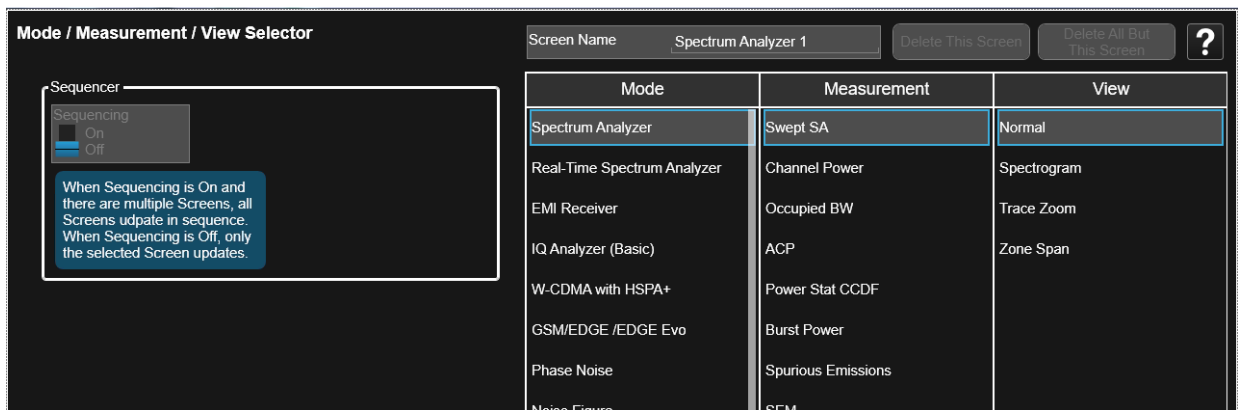 Mode / Measurement / View Selector
Screen Name
Spectrum Analyzer 1
Delete This Screen
Delete All But
This Screen
?
Sequencer
Sequencing
On
Off
When Sequencing is On and
there are multiple Screens, all
Screens udpate in sequence.
When Sequencing is Off, only
the selected Screen updates.
Mode
Spectrum Analyzer
Real-Time Spectrum Analyzer
EMI Receiver
IQ Analyzer (Basic)
W-CDMA with HSPA+
GSM/EDGE /EDGE Evo
Phase Noise
Noise Figure
Measurement
Swept SA
Channel Power
Occupied BW
ACP
Power Stat CCDF
Burst Power
Spurious Emissions
SEM
View
Normal
Spectrogram
Trace Zoom
Zone Span